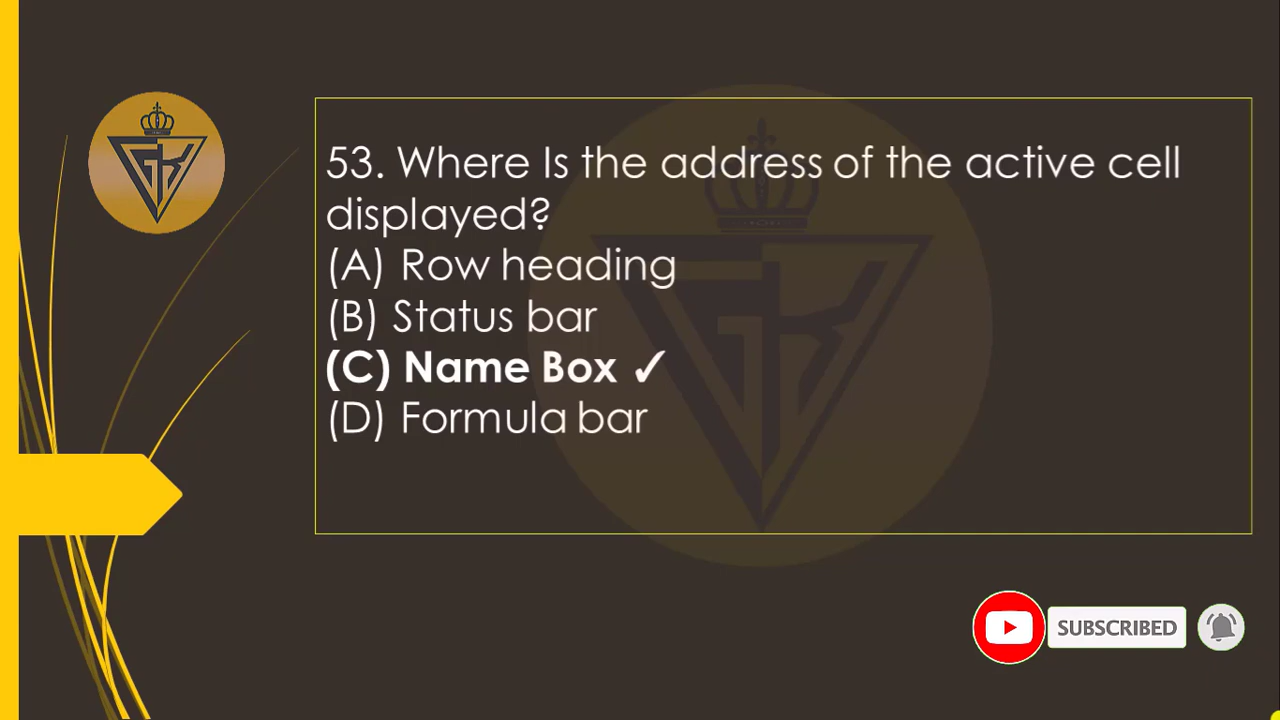 GK
53. Where Is the address of the active cell
displayed?
(A) Row heading
(B) Status bar
(C) Name Box ✓
(D) Formula bar
SUBSCRIBED